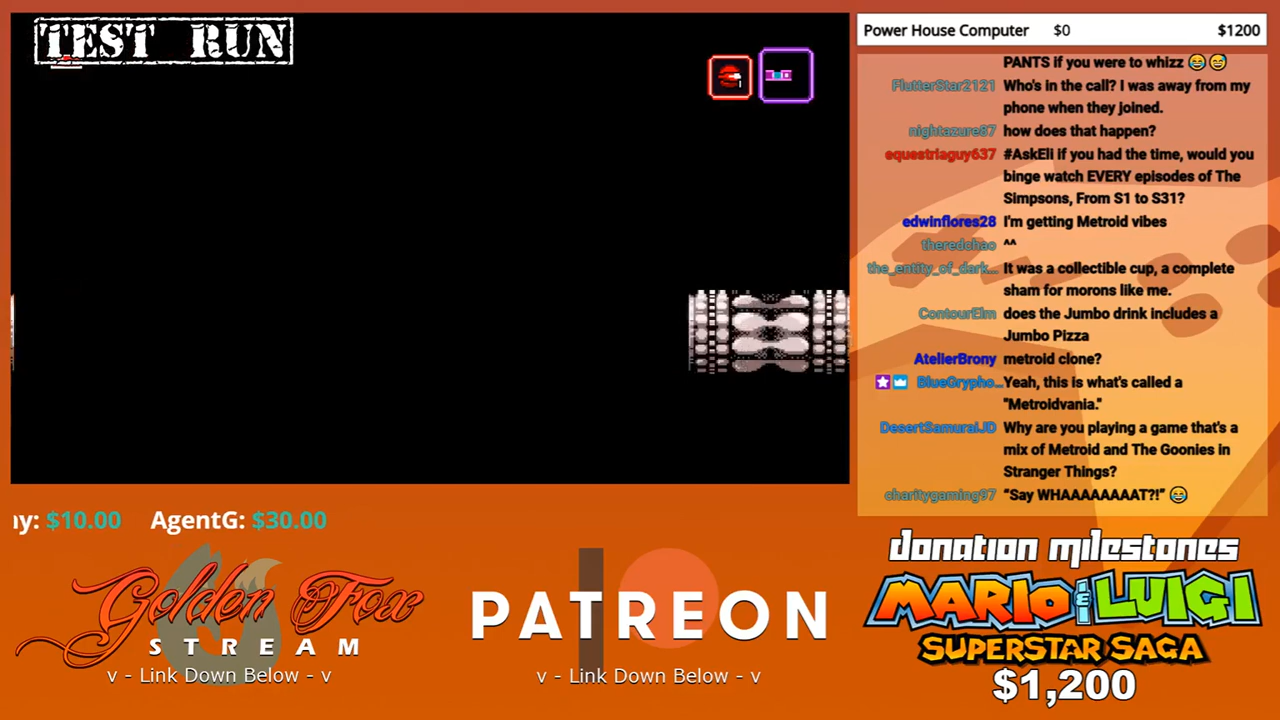 TEST RUN
Power House Computer $0 $1200
PANTS if you were to whizz 😂😅
FlutterStar2121 Who's in the call? I was away from my
phone when they joined.
nightazure87 how does that happen?
equestriaguy637 #AskEli if you had the time, would you
binge watch EVERY episodes of The
Simpsons, From S1 to S31?
edwinflores28 I'm getting Metroid vibes
theredchao ^^
the_entity_of_dark... It was a collectible cup, a complete
sham for morons like me.
ContourElm does the Jumbo drink includes a
Jumbo Pizza
AtelierBrony metroid clone?
BlueGrypho... Yeah, this is what's called a
"Metroidvania."
DesertSamuraiJD Why are you playing a game that's a
mix of Metroid and The Goonies in
Stranger Things?
charitygaming97 “Say WHAAAAAAAAT?!” 😂
y: $10.00 AgentG: $30.00
Golden Fox
STREAM
v - Link Down Below - v
PATREON
v - Link Down Below - v
donation milestones
MARIO & LUIGI
SUPERSTAR SAGA
$1,200